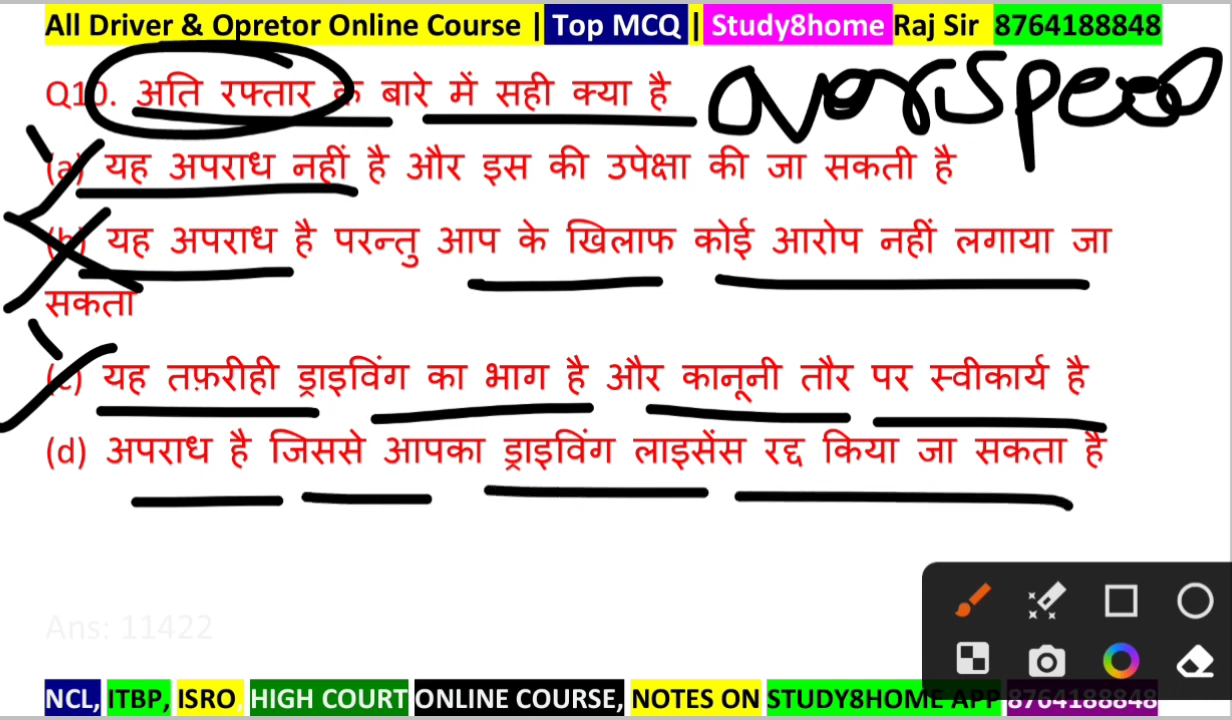 All Driver & Opretor Online Course | Top MCQ | Study8home Raj Sir 8764188848
Q10. अति रफ्तार के बारे में सही क्या है overspeed
(a) यह अपराध नहीं है और इस की उपेक्षा की जा सकती है
(b) यह अपराध है परन्तु आप के खिलाफ कोई आरोप नहीं लगाया जा
सकता
(c) यह तफ़रीही ड्राइविंग का भाग है और कानूनी तौर पर स्वीकार्य है
(d) अपराध है जिससे आपका ड्राइविंग लाइसेंस रद्द किया जा सकता है
Ans: 11422
NCL, ITBP, ISRO, HIGH COURT ONLINE COURSE, NOTES ON STUDY8HOME APP 8764188848